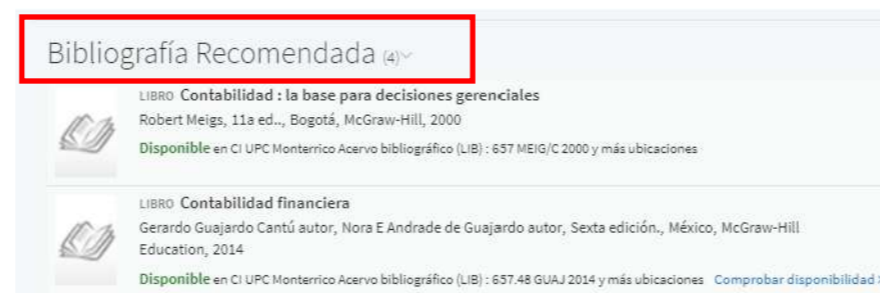 Bibliografía Recomendada (4)
LIBRO Contabilidad : la base para decisiones gerenciales
Robert Meigs, 11a ed.., Bogotá, McGraw-Hill, 2000
Disponible en CI UPC Monterrico Acervo bibliográfico (LIB) : 657 MEIG/C 2000 y más ubicaciones
LIBRO Contabilidad financiera
Gerardo Guajardo Cantú autor, Nora E Andrade de Guajardo autor, Sexta edición., México, McGraw-Hill
Education, 2014
Disponible en CI UPC Monterrico Acervo bibliográfico (LIB) : 657.48 GUAJ 2014 y más ubicaciones Comprobar disponibilidad